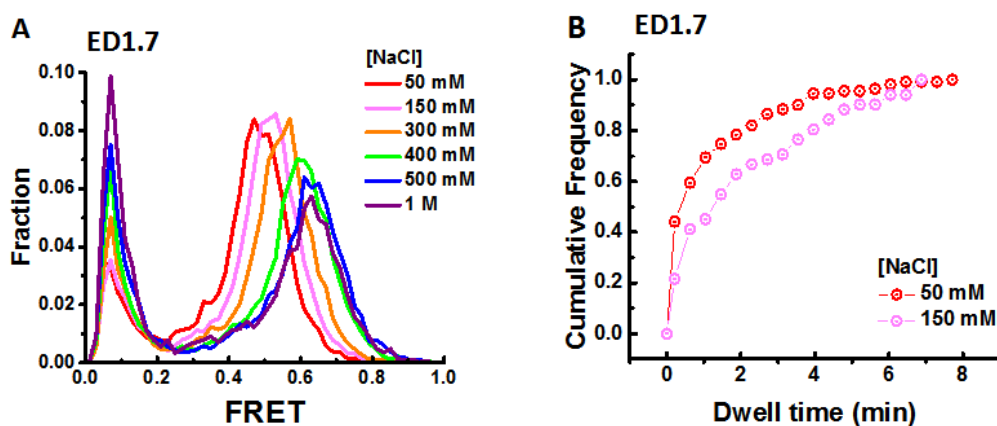 A
ED1.7
[NaCl]
50 mM
150 mM
300 mM
400 mM
500 mM
1 M
Fraction
0.10
0.08
0.06
0.04
0.02
0.00
0.0 0.2 0.4 0.6 0.8 1.0
FRET
B
ED1.7
Cumulative Frequency
1.0
0.8
0.6
0.4
0.2
0.0
[NaCl]
50 mM
150 mM
0 2 4 6 8
Dwell time (min)